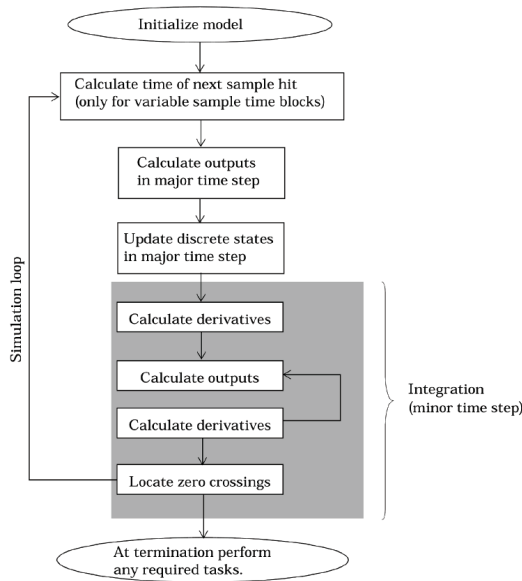 Initialize model
Calculate time of next sample hit
(only for variable sample time blocks)
Calculate outputs
in major time step
Update discrete states
in major time step
Simulation loop
Calculate derivatives
Calculate outputs
Calculate derivatives
Integration
(minor time step)
Locate zero crossings
At termination perform
any required tasks.